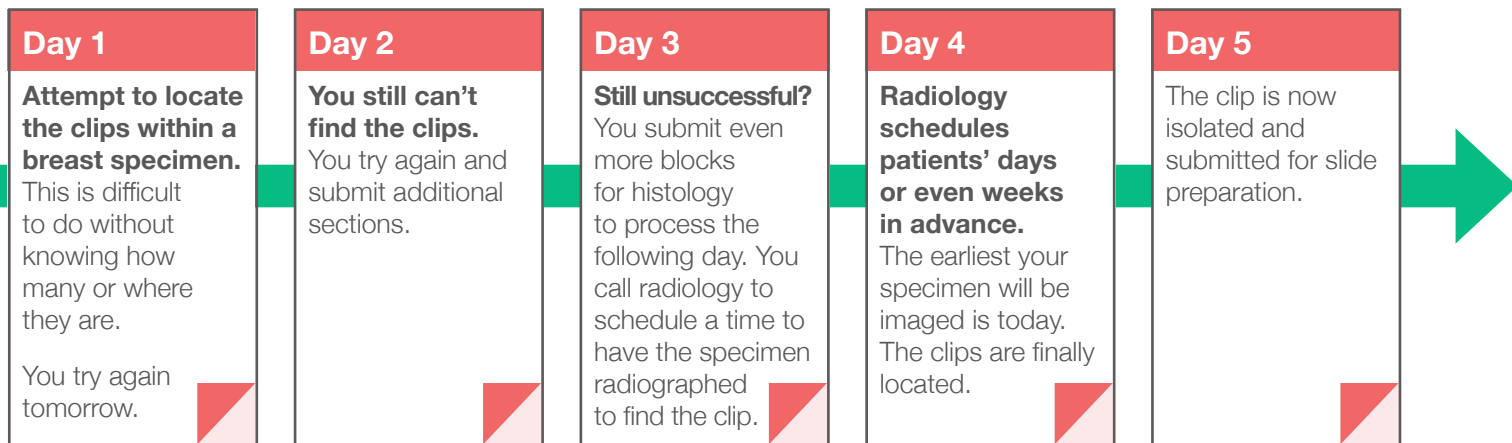 Day 1
Attempt to locate
the clips within a
breast specimen.
This is difficult
to do without
knowing how
many or where
they are.
You try again
tomorrow.
Day 2
You still can't
find the clips.
You try again and
submit additional
sections.
Day 3
Still unsuccessful?
You submit even
more blocks
for histology
to process the
following day. You
call radiology to
schedule a time to
have the specimen
radiographed
to find the clip.
Day 4
Radiology
schedules
patients’ days
or even weeks
in advance.
The earliest your
specimen will be
imaged is today.
The clips are finally
located.
Day 5
The clip is now
isolated and
submitted for slide
preparation.